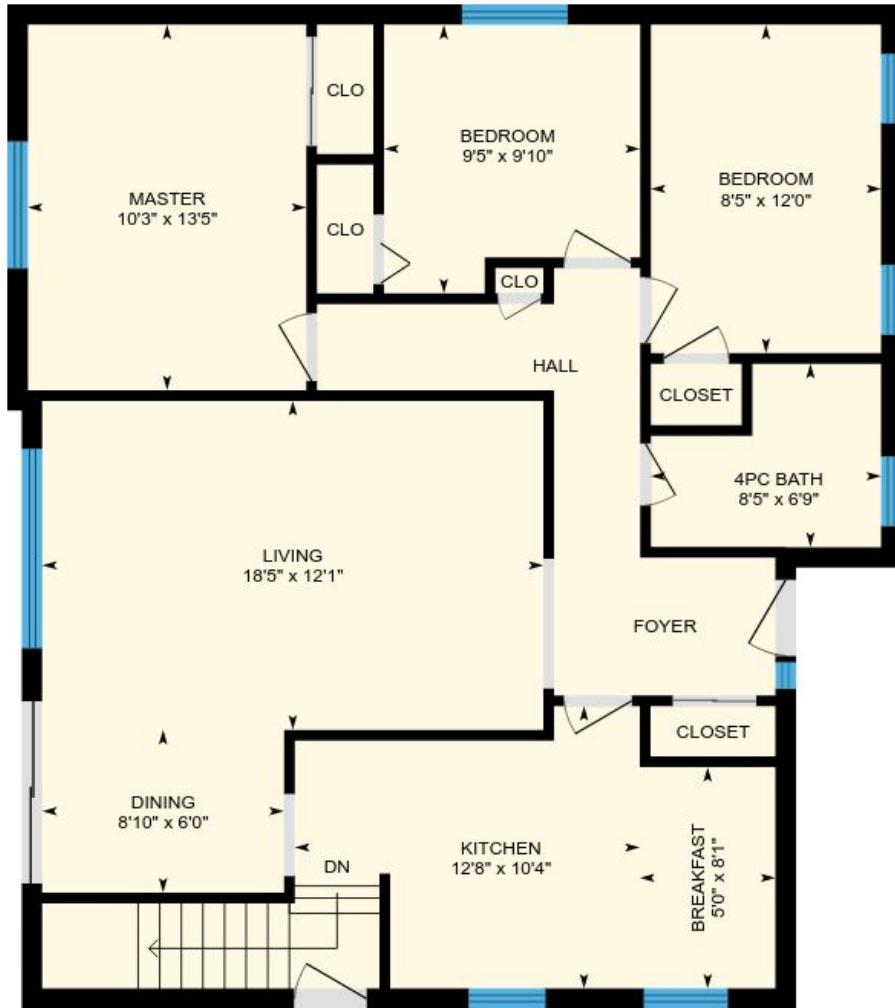 CLO
BEDROOM
9'5" x 9'10"
BEDROOM
8'5" x 12'0"
MASTER
10'3" x 13'5"
CLO
CLO
HALL
CLOSET
4PC BATH
8'5" x 6'9"
LIVING
18'5" x 12'1"
FOYER
CLOSET
DINING
8'10" x 6'0"
DN
KITCHEN
12'8" x 10'4"
BREAKFAST
5'0" x 8'1"